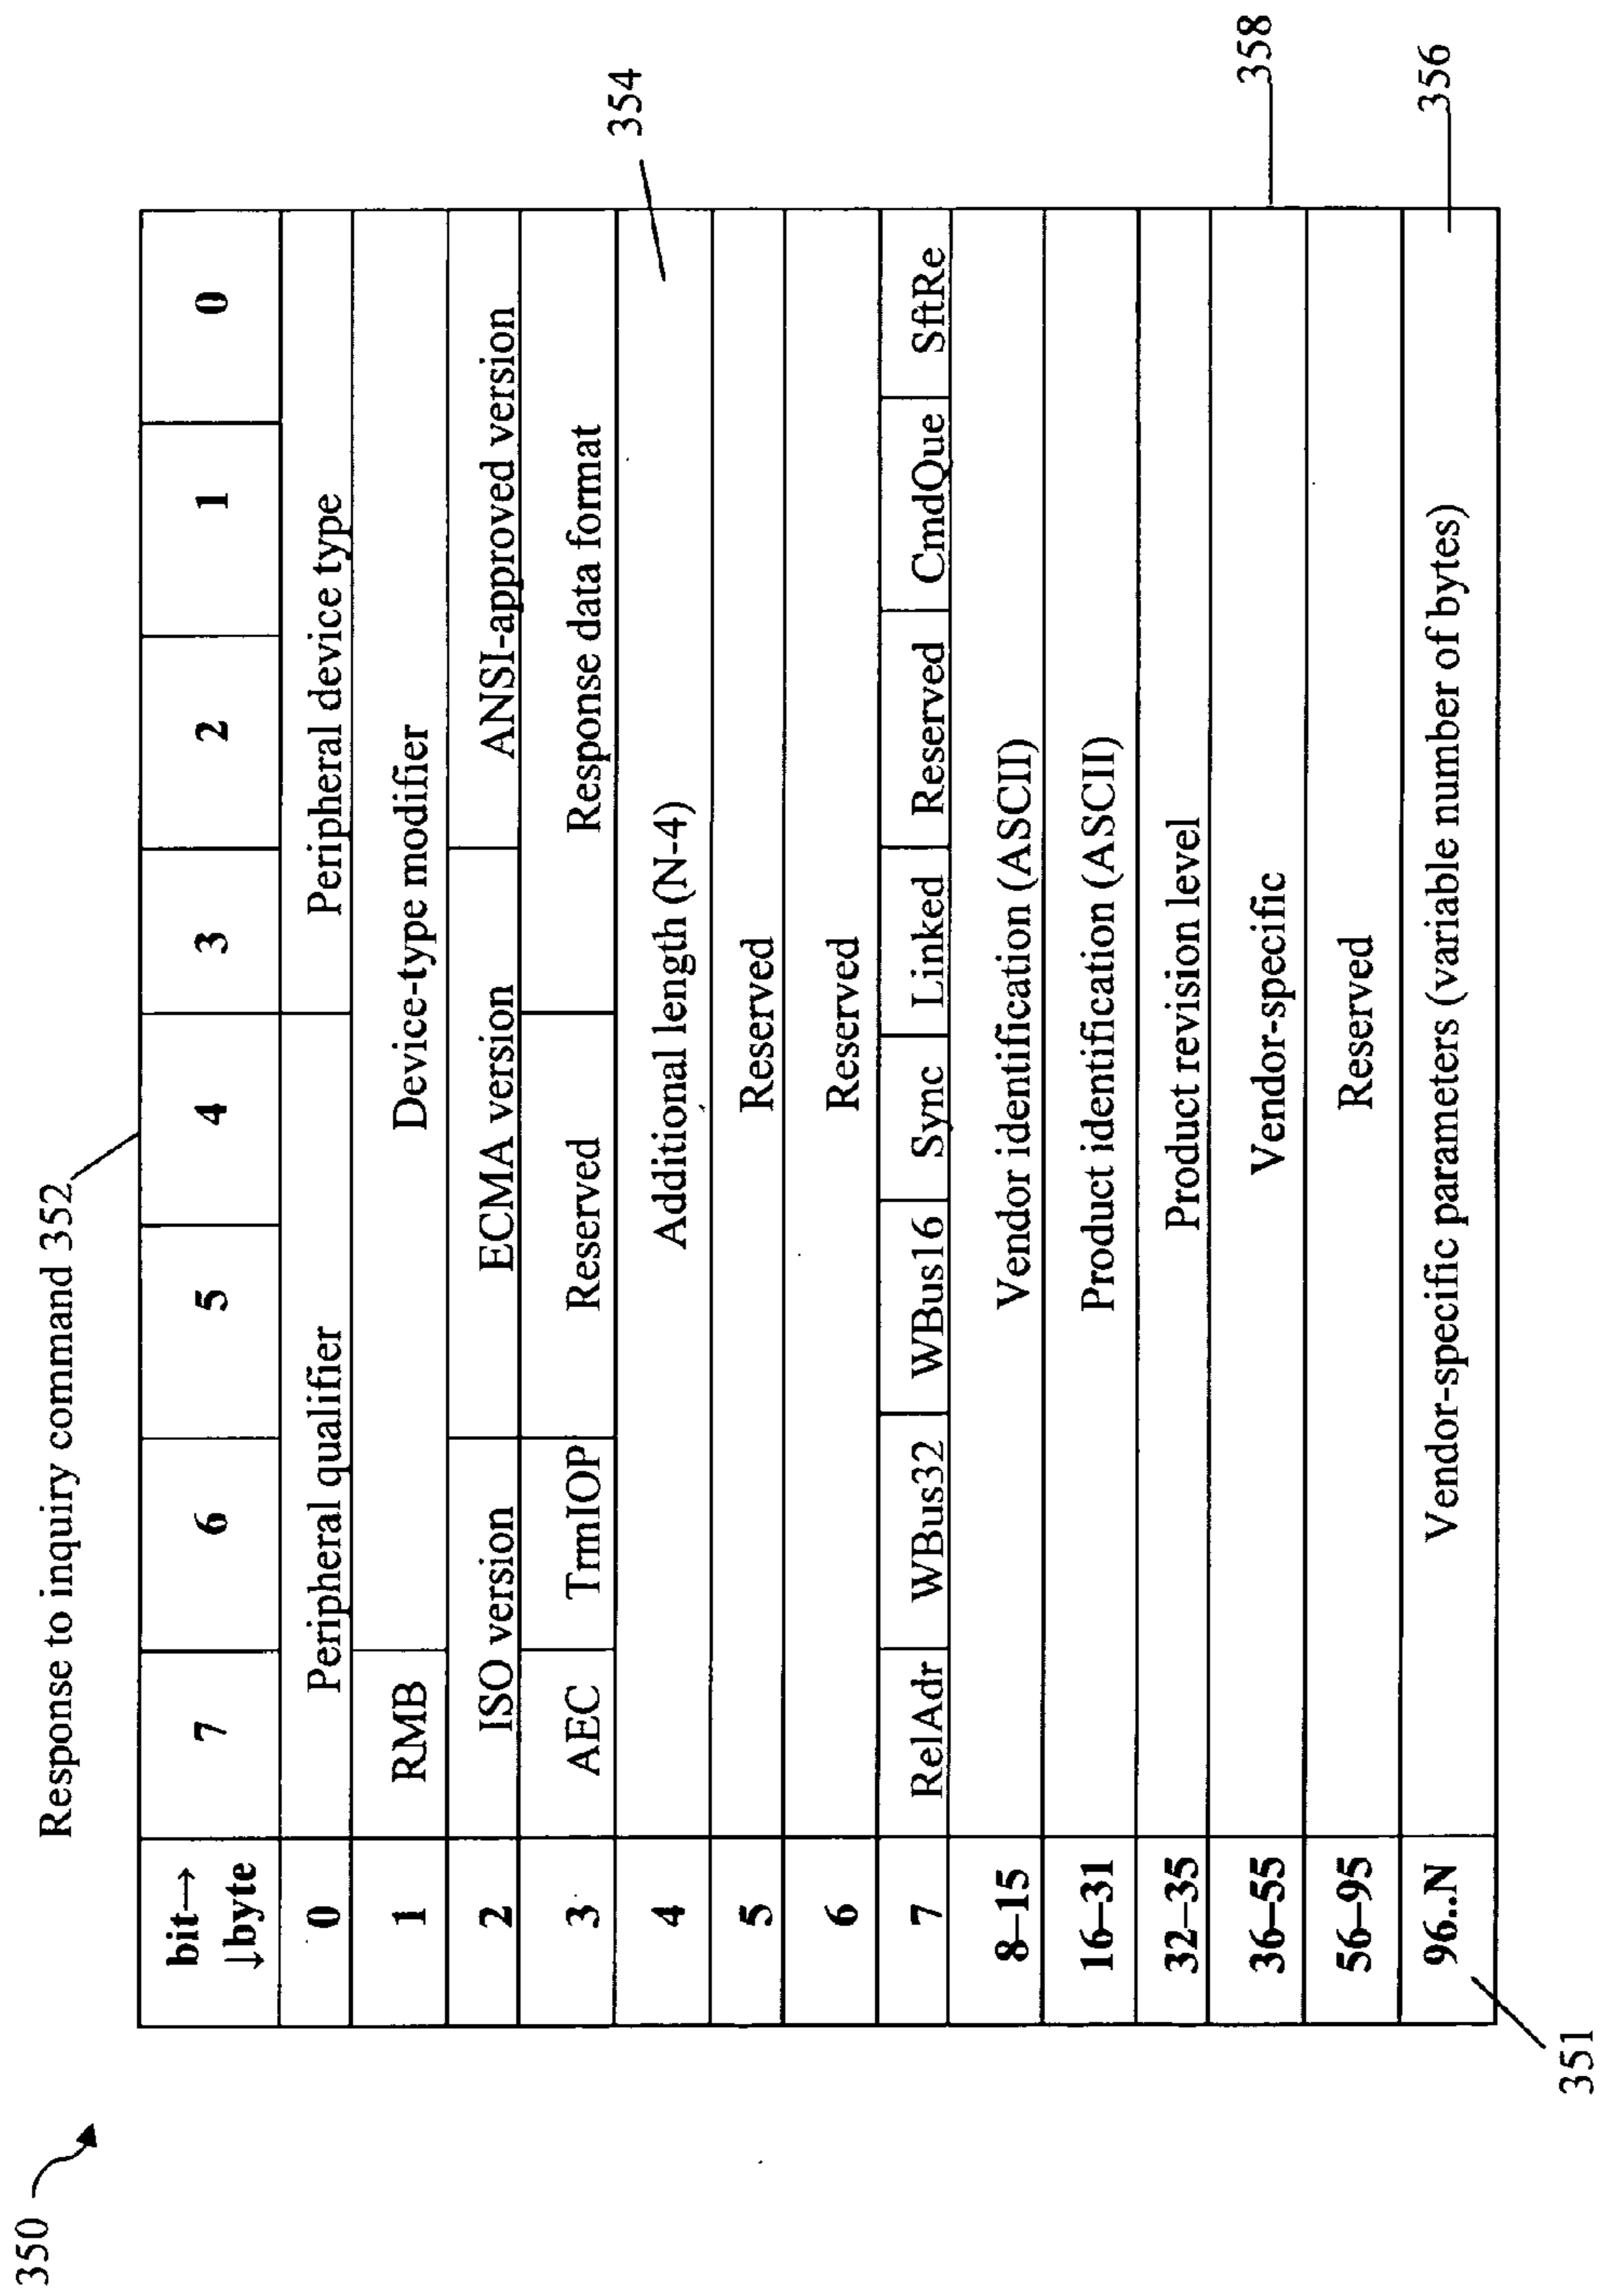 350
Response to inquiry command 352
bit→ ↓byte 7 6 5 4 3 2 1 0
0 Peripheral qualifier Peripheral device type
1 RMB Device-type modifier
2 ISO version ECMA version ANSI-approved version
3 AEC TrmIOP Reserved Response data format
4 Additional length (N-4)
354
5 Reserved
6 Reserved
7 RelAdr WBus32 WBus16 Sync Linked Reserved CmdQue SftRe
8–15 Vendor identification (ASCII)
16–31 Product identification (ASCII)
32–35 Product revision level
36–55 Vendor-specific
358
56–95 Reserved
96..N Vendor-specific parameters (variable number of bytes)
356
351